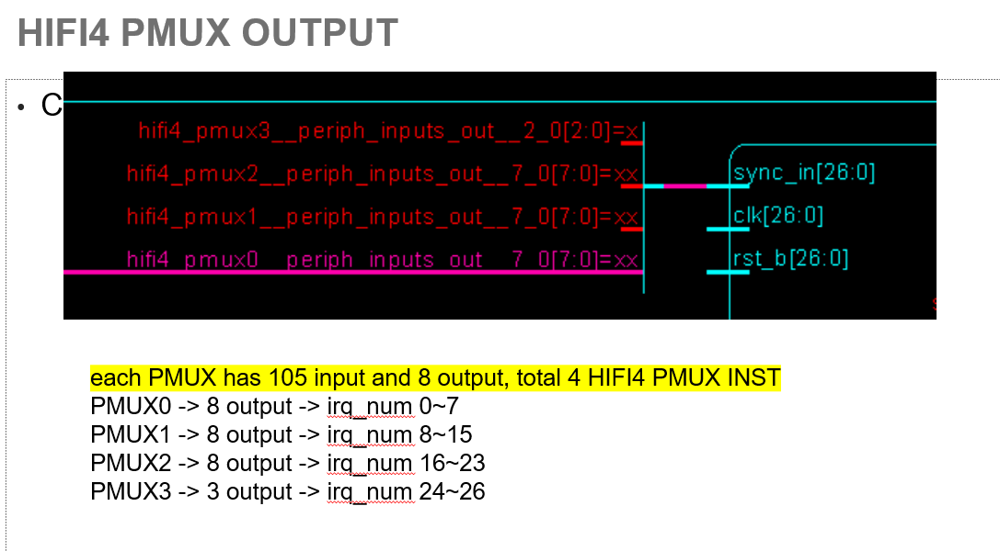 HIFI4 PMUX OUTPUT
• C
hifi4_pmux3__periph_inputs_out__2_0[2:0]=x
hifi4_pmux2__periph_inputs_out__7_0[7:0]=xx
sync_in[26:0]
hifi4_pmux1__periph_inputs_out__7_0[7:0]=xx
clk[26:0]
hifi4_pmux0__periph_inputs_out__7_0[7:0]=xx
rst_b[26:0]
each PMUX has 105 input and 8 output, total 4 HIFI4 PMUX INST
PMUX0 -> 8 output -> irq_num 0~7
PMUX1 -> 8 output -> irq_num 8~15
PMUX2 -> 8 output -> irq_num 16~23
PMUX3 -> 3 output -> irq_num 24~26